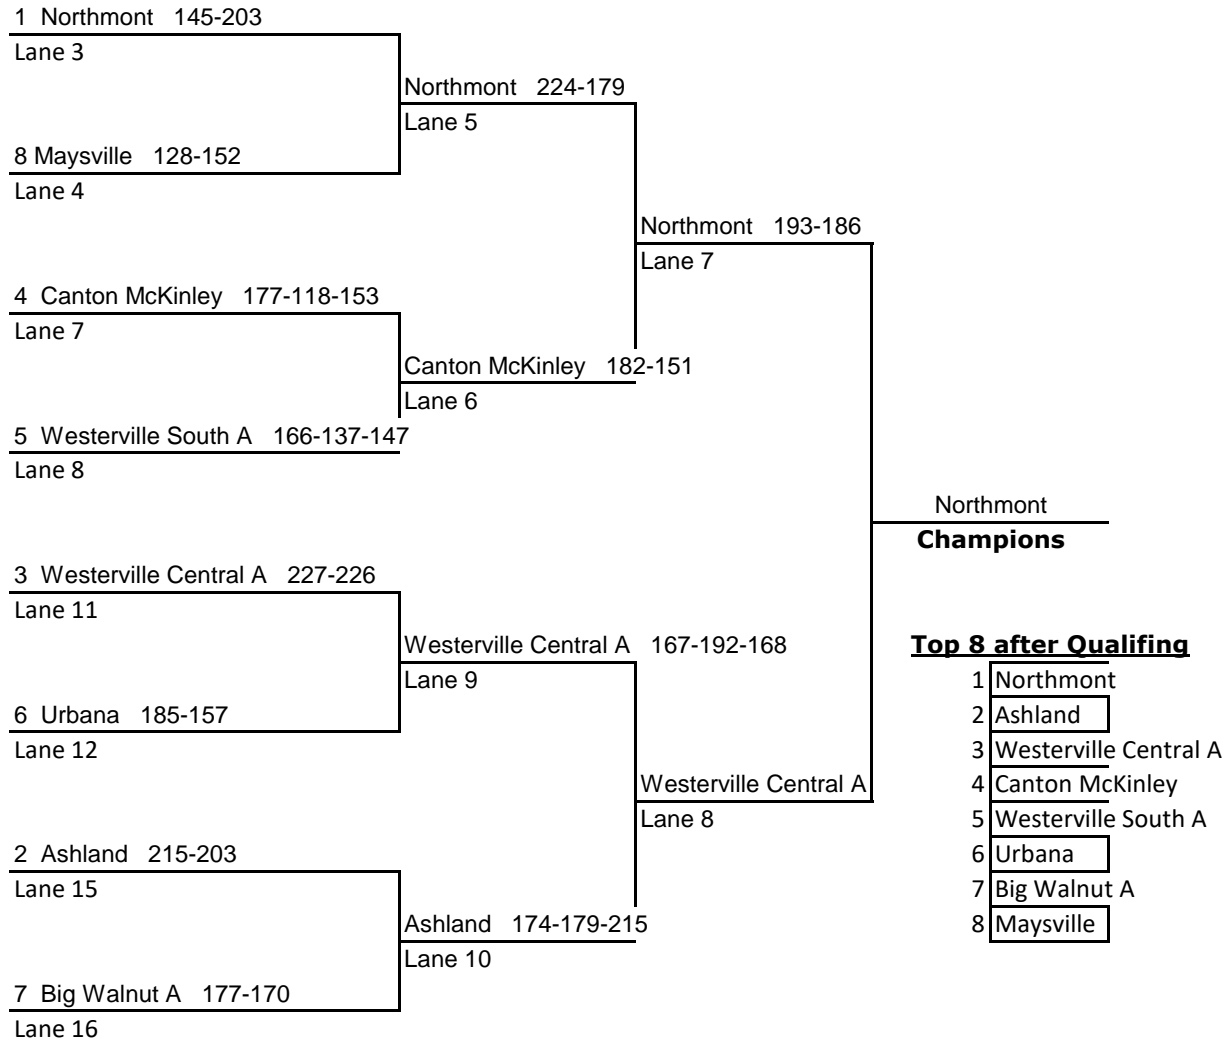 1  Northmont   145-203
Lane 3
Northmont   224-179
Lane 5
8 Maysville   128-152
Lane 4
Northmont   193-186
Lane 7
4  Canton McKinley   177-118-153
Lane 7
Canton McKinley   182-151
Lane 6
5  Westerville South A   166-137-147
Lane 8
Northmont
Champions
3  Westerville Central A   227-226
Lane 11
Westerville Central A   167-192-168
Lane 9
6  Urbana   185-157
Lane 12
Westerville Central A
Lane 8
2  Ashland   215-203
Lane 15
Ashland   174-179-215
Lane 10
7  Big Walnut A   177-170
Lane 16
Top 8 after Qualifing
1 Northmont
2 Ashland
3 Westerville Central A
4 Canton McKinley
5 Westerville South A
6 Urbana
7 Big Walnut A
8 Maysville